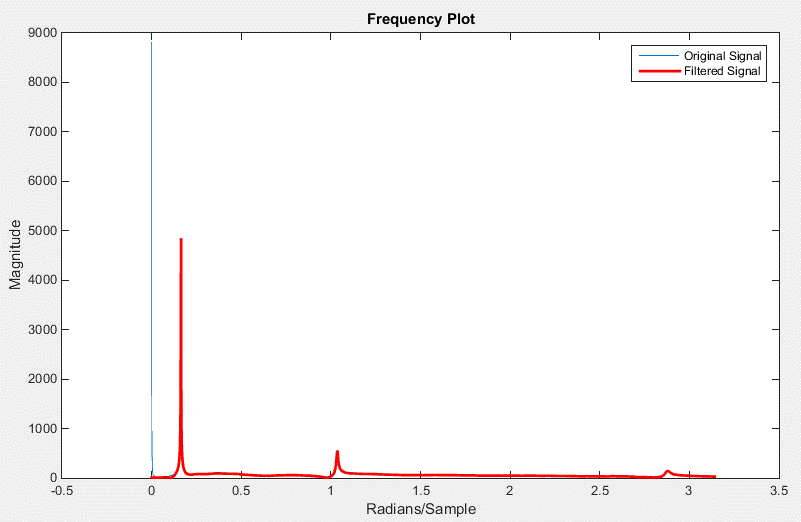 Frequency Plot
9000
8000
7000
6000
5000
4000
3000
2000
1000
0
Magnitude
Original Signal
Filtered Signal
-0.5 0 0.5 1 1.5 2 2.5 3 3.5
Radians/Sample